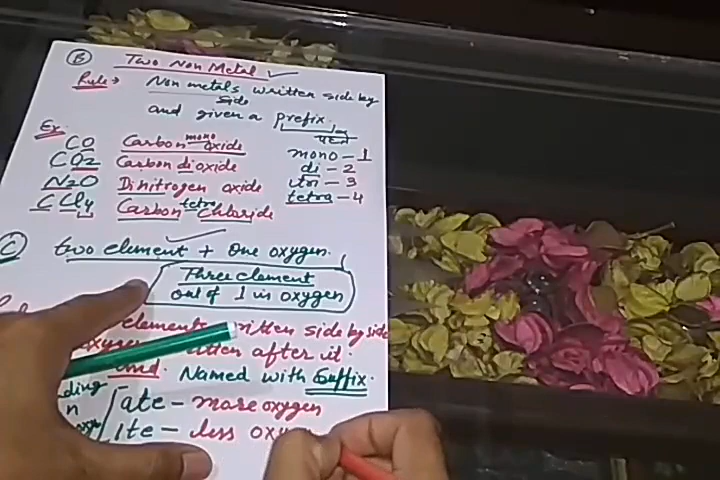 B Two Non Metal ✓
Rule → Non metals written side by
side
and given a prefix.
Ex
CO Carbon mono oxide mono - 1
CO2 Carbon dioxide di - 2
N2O Dinitrogen oxide tri - 3
CCl4 Carbon tetra Chloride tetra - 4
C two element + One oxygen.
Three element
out of 1 is oxygen
elements written side by side
after it.
Named with Suffix.
ate - more oxygen
ite - less